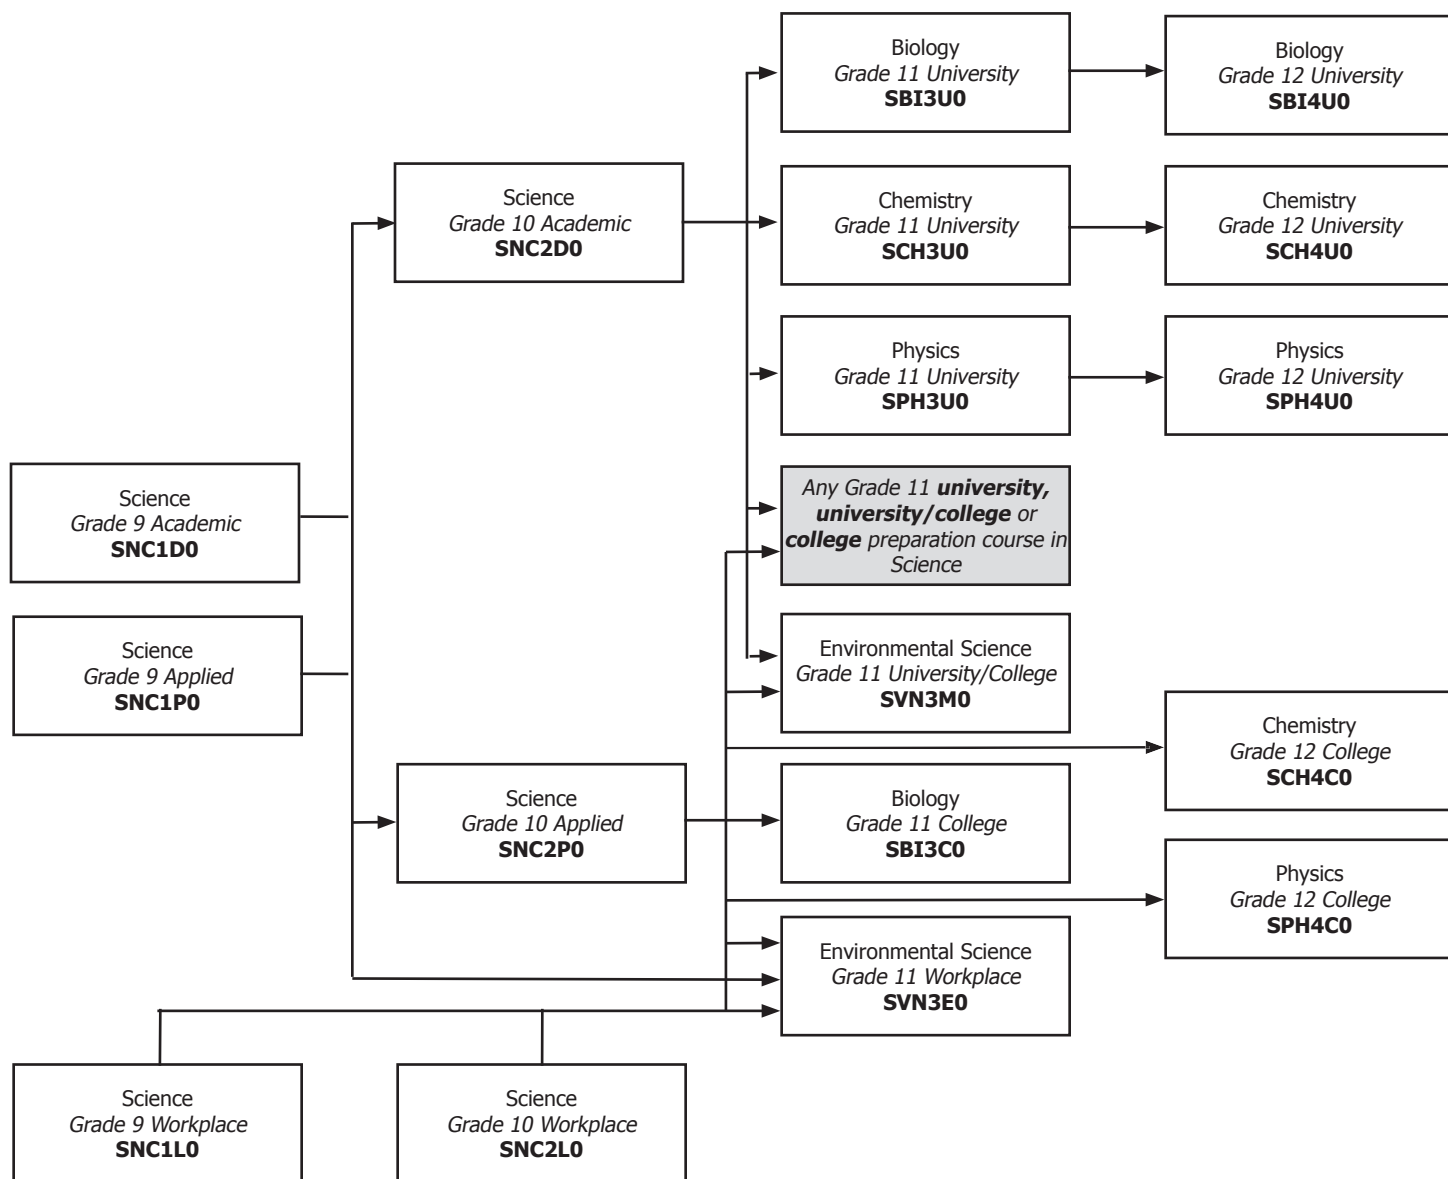 Biology
Grade 11 University
SBI3U0
Biology
Grade 12 University
SBI4U0
Science
Grade 10 Academic
SNC2D0
Chemistry
Grade 11 University
SCH3U0
Chemistry
Grade 12 University
SCH4U0
Physics
Grade 11 University
SPH3U0
Physics
Grade 12 University
SPH4U0
Science
Grade 9 Academic
SNC1D0
Any Grade 11 university,
university/college or
college preparation course in
Science
Science
Grade 9 Applied
SNC1P0
Environmental Science
Grade 11 University/College
SVN3M0
Chemistry
Grade 12 College
SCH4C0
Science
Grade 10 Applied
SNC2P0
Biology
Grade 11 College
SBI3C0
Physics
Grade 12 College
SPH4C0
Environmental Science
Grade 11 Workplace
SVN3E0
Science
Grade 9 Workplace
SNC1L0
Science
Grade 10 Workplace
SNC2L0